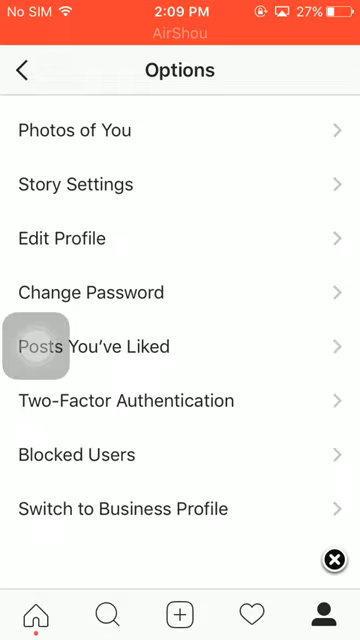 No SIM 2:09 PM 27%
AirShou
Options
Photos of You
Story Settings
Edit Profile
Change Password
Posts You've Liked
Two-Factor Authentication
Blocked Users
Switch to Business Profile